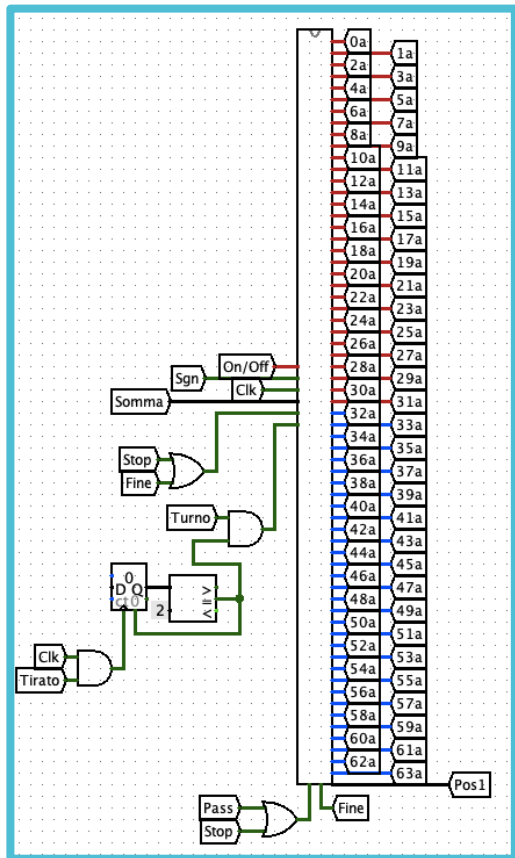 0a
1a
2a
3a
4a
5a
6a
7a
8a
9a
10a
11a
12a
13a
14a
15a
16a
17a
18a
19a
20a
21a
22a
23a
24a
25a
26a
27a
On/Off
28a
Sgn
29a
Clk
30a
Somma
31a
32a
33a
34a
35a
Stop
36a
37a
Fine
38a
39a
40a
Turno
41a
42a
43a
44a
45a
0
46a
D Q
> = <
47a
ct 0
2
48a
49a
50a
51a
52a
Clk
53a
54a
Tirato
55a
56a
57a
58a
59a
60a
61a
62a
63a
Pos1
Pass
Fine
Stop